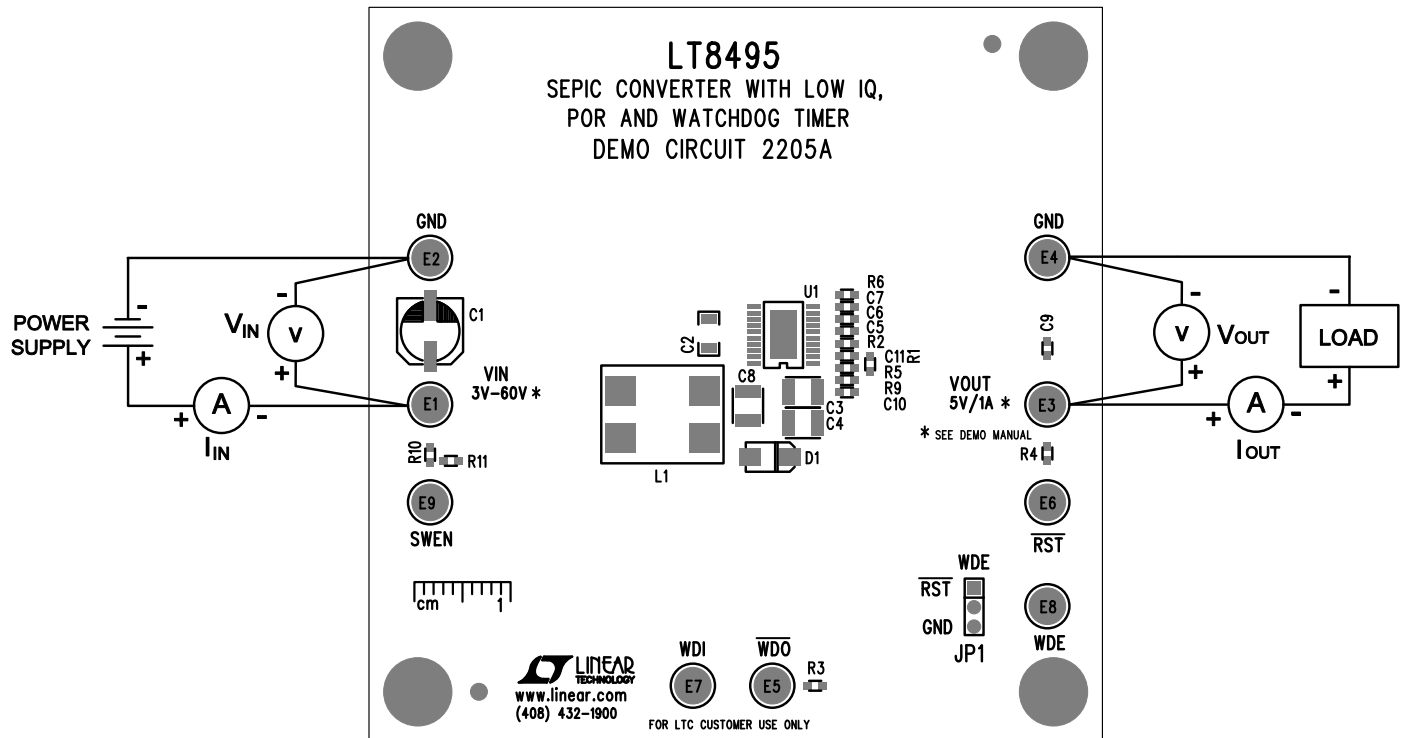 LT8495
SEPIC CONVERTER WITH LOW IQ,
POR AND WATCHDOG TIMER
DEMO CIRCUIT 2205A
GND
E2
-
-
POWER
SUPPLY
+
VIN
V
+
+
A
-
IIN
C1
VIN
3V-60V *
E1
R10
R11
E9
SWEN
cm 1
C2
U1
R6
C7
C6
C5
R2
C11
R1
R5
R9
C10
C8
C3
C4
D1
L1
GND
E4
-
-
C9
V
VOUT
LOAD
+
+
VOUT
5V/1A *
E3
* SEE DEMO MANUAL
+
A
-
IOUT
R4
E6
RST
WDE
RST
GND
JP1
E8
WDE
LINEAR
TECHNOLOGY
www.linear.com
(408) 432-1900
WDI
E7
WDO
E5
R3
FOR LTC CUSTOMER USE ONLY